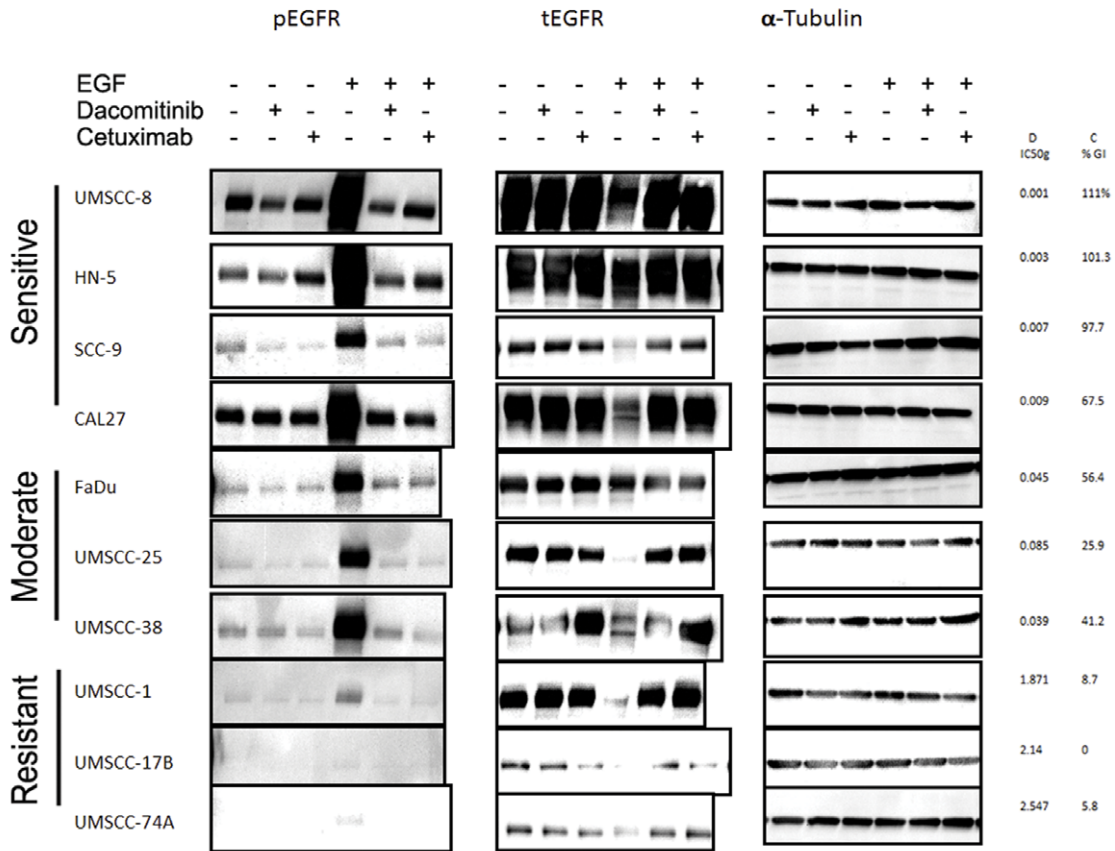 pEGFR tEGFR α-Tubulin
EGF - - - + + + - - - + + + - - - + + +
Dacomitinib - + - - + - - + - - + - - + - - + -
Cetuximab - - + - - + - - + - - + - - + - - +
D C
IC50g % GI
Sensitive
UMSCC-8 0.001 111%
HN-5 0.003 101.3
SCC-9 0.007 97.7
CAL27 0.009 67.5
Moderate
FaDu 0.045 56.4
UMSCC-25 0.085 25.9
UMSCC-38 0.039 41.2
Resistant
UMSCC-1 1.871 8.7
UMSCC-17B 2.14 0
UMSCC-74A 2.547 5.8